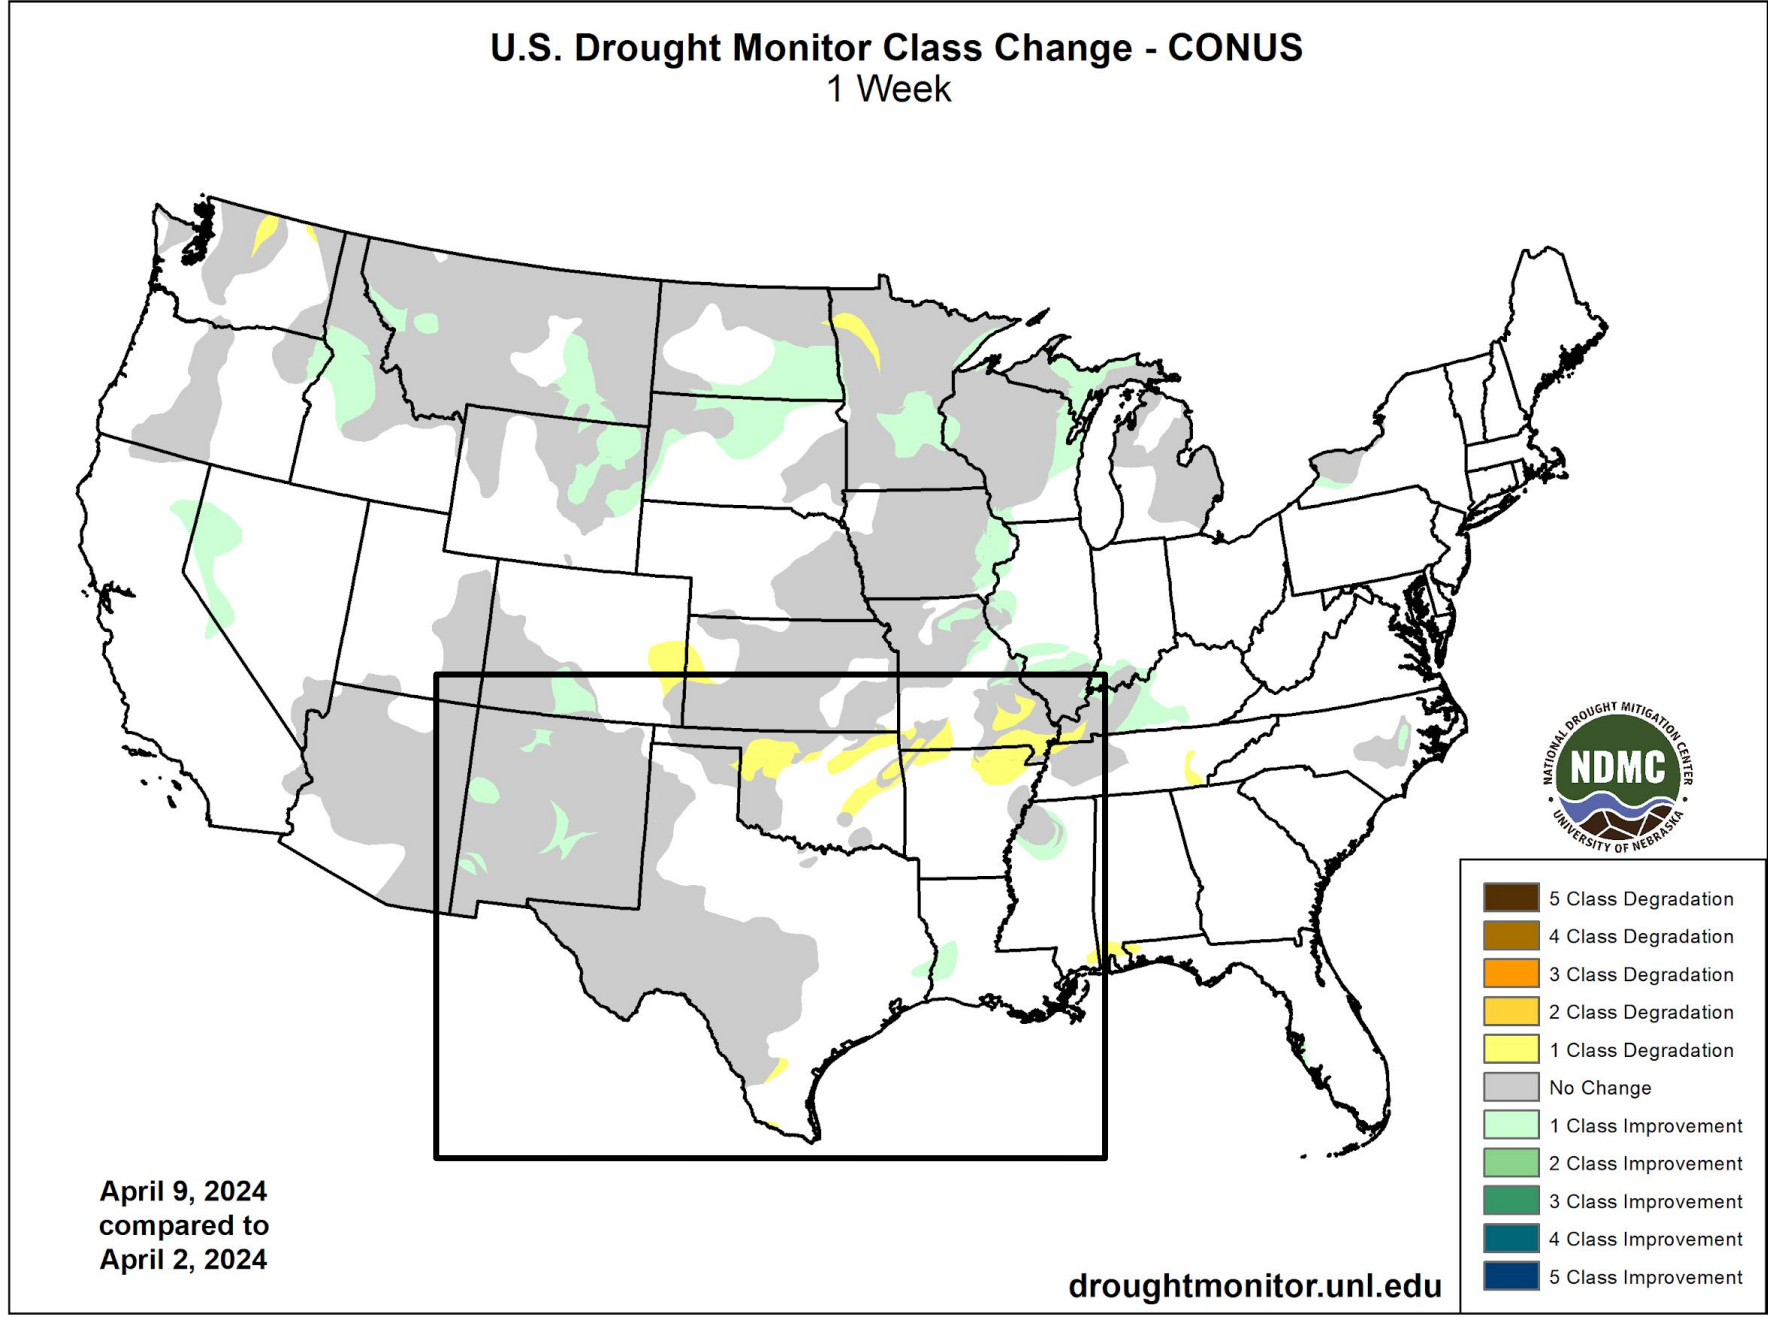 U.S. Drought Monitor Class Change - CONUS
1 Week
NATIONAL DROUGHT MITIGATION CENTER
NDMC
• UNIVERSITY OF NEBRASKA •
5 Class Degradation
4 Class Degradation
3 Class Degradation
2 Class Degradation
1 Class Degradation
No Change
1 Class Improvement
2 Class Improvement
3 Class Improvement
4 Class Improvement
5 Class Improvement
April 9, 2024
compared to
April 2, 2024
droughtmonitor.unl.edu